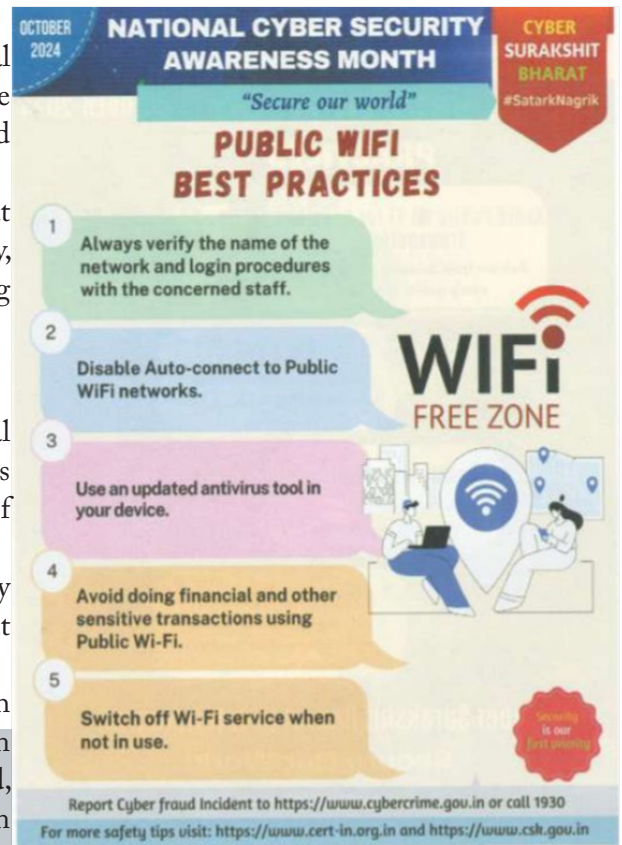 OCTOBER
2024
NATIONAL CYBER SECURITY
AWARENESS MONTH
CYBER
SURAKSHIT
BHARAT
#SatarkNagrik
"Secure our world"
PUBLIC WIFI
BEST PRACTICES
1
Always verify the name of the
network and login procedures
with the concerned staff.
2
Disable Auto-connect to Public
WiFi networks.
WIFi
FREE ZONE
3
Use an updated antivirus tool in
your device.
4
Avoid doing financial and other
sensitive transactions using
Public Wi-Fi.
5
Switch off Wi-Fi service when
not in use.
Security
is our
first priority
Report Cyber fraud Incident to https://www.cybercrime.gov.in or call 1930
For more safety tips visit: https://www.cert-in.org.in and https://www.csk.gov.in